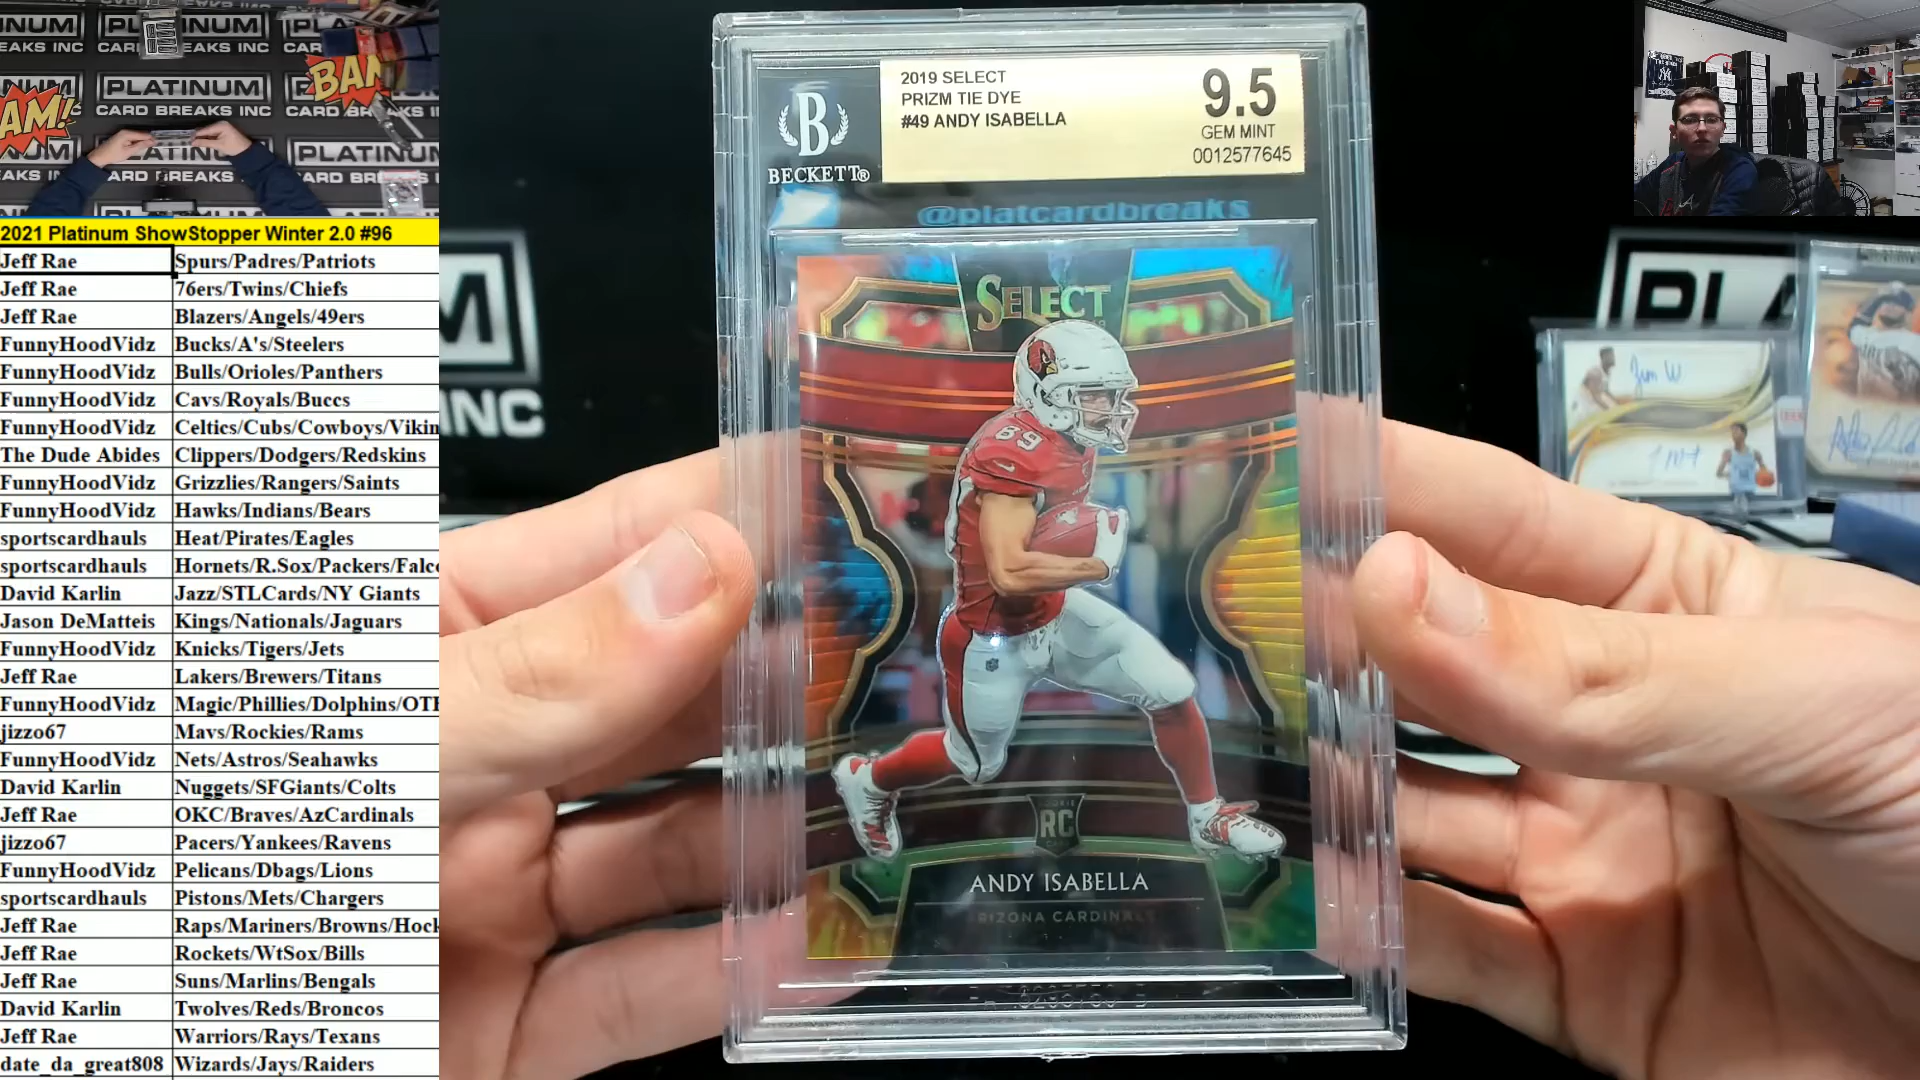 PLATINUM
CARD BREAKS INC
BAM!
2021 Platinum ShowStopper Winter 2.0 #96
Jeff Rae Spurs/Padres/Patriots
Jeff Rae 76ers/Twins/Chiefs
Jeff Rae Blazers/Angels/49ers
FunnyHoodVidz Bucks/A's/Steelers
FunnyHoodVidz Bulls/Orioles/Panthers
FunnyHoodVidz Cavs/Royals/Buccs
FunnyHoodVidz Celtics/Cubs/Cowboys/Vikin
The Dude Abides Clippers/Dodgers/Redskins
FunnyHoodVidz Grizzlies/Rangers/Saints
FunnyHoodVidz Hawks/Indians/Bears
sportscardhauls Heat/Pirates/Eagles
sportscardhauls Hornets/R.Sox/Packers/Falc
David Karlin Jazz/STLCards/NY Giants
Jason DeMatteis Kings/Nationals/Jaguars
FunnyHoodVidz Knicks/Tigers/Jets
Jeff Rae Lakers/Brewers/Titans
FunnyHoodVidz Magic/Phillies/Dolphins/OTH
jizzo67 Mavs/Rockies/Rams
FunnyHoodVidz Nets/Astros/Seahawks
David Karlin Nuggets/SFGiants/Colts
Jeff Rae OKC/Braves/AzCardinals
jizzo67 Pacers/Yankees/Ravens
FunnyHoodVidz Pelicans/Dbags/Lions
sportscardhauls Pistons/Mets/Chargers
Jeff Rae Raps/Mariners/Browns/Hock
Jeff Rae Rockets/WtSox/Bills
Jeff Rae Suns/Marlins/Bengals
David Karlin Twolves/Reds/Broncos
Jeff Rae Warriors/Rays/Texans
date_da_great808 Wizards/Jays/Raiders
B
BECKETT®
2019 SELECT
PRIZM TIE DYE
#49 ANDY ISABELLA
9.5
GEM MINT
0012577645
@platcardbreaks
SELECT
89
RC
ANDY ISABELLA
ARIZONA CARDINALS
M
INC
PLA